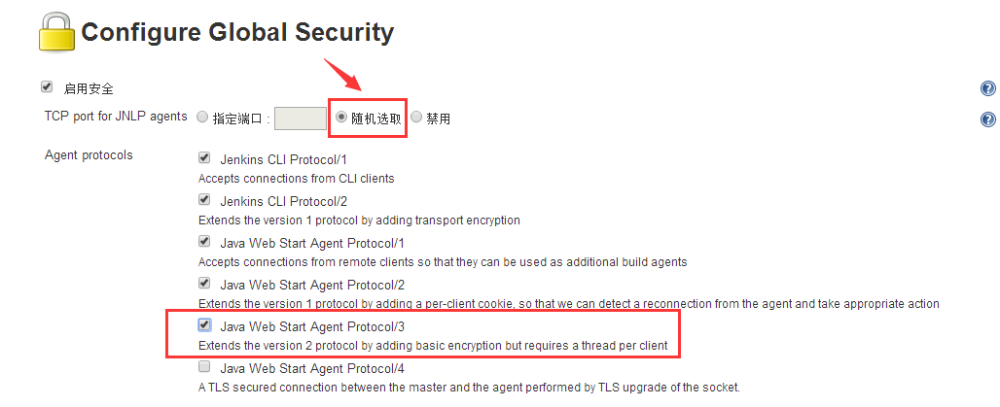 Configure Global Security
启用安全
TCP port for JNLP agents 指定端口 : 随机选取 禁用
Agent protocols
Jenkins CLI Protocol/1
Accepts connections from CLI clients
Jenkins CLI Protocol/2
Extends the version 1 protocol by adding transport encryption
Java Web Start Agent Protocol/1
Accepts connections from remote clients so that they can be used as additional build agents
Java Web Start Agent Protocol/2
Extends the version 1 protocol by adding a per-client cookie, so that we can detect a reconnection from the agent and take appropriate action
Java Web Start Agent Protocol/3
Extends the version 2 protocol by adding basic encryption but requires a thread per client
Java Web Start Agent Protocol/4
A TLS secured connection between the master and the agent performed by TLS upgrade of the socket.